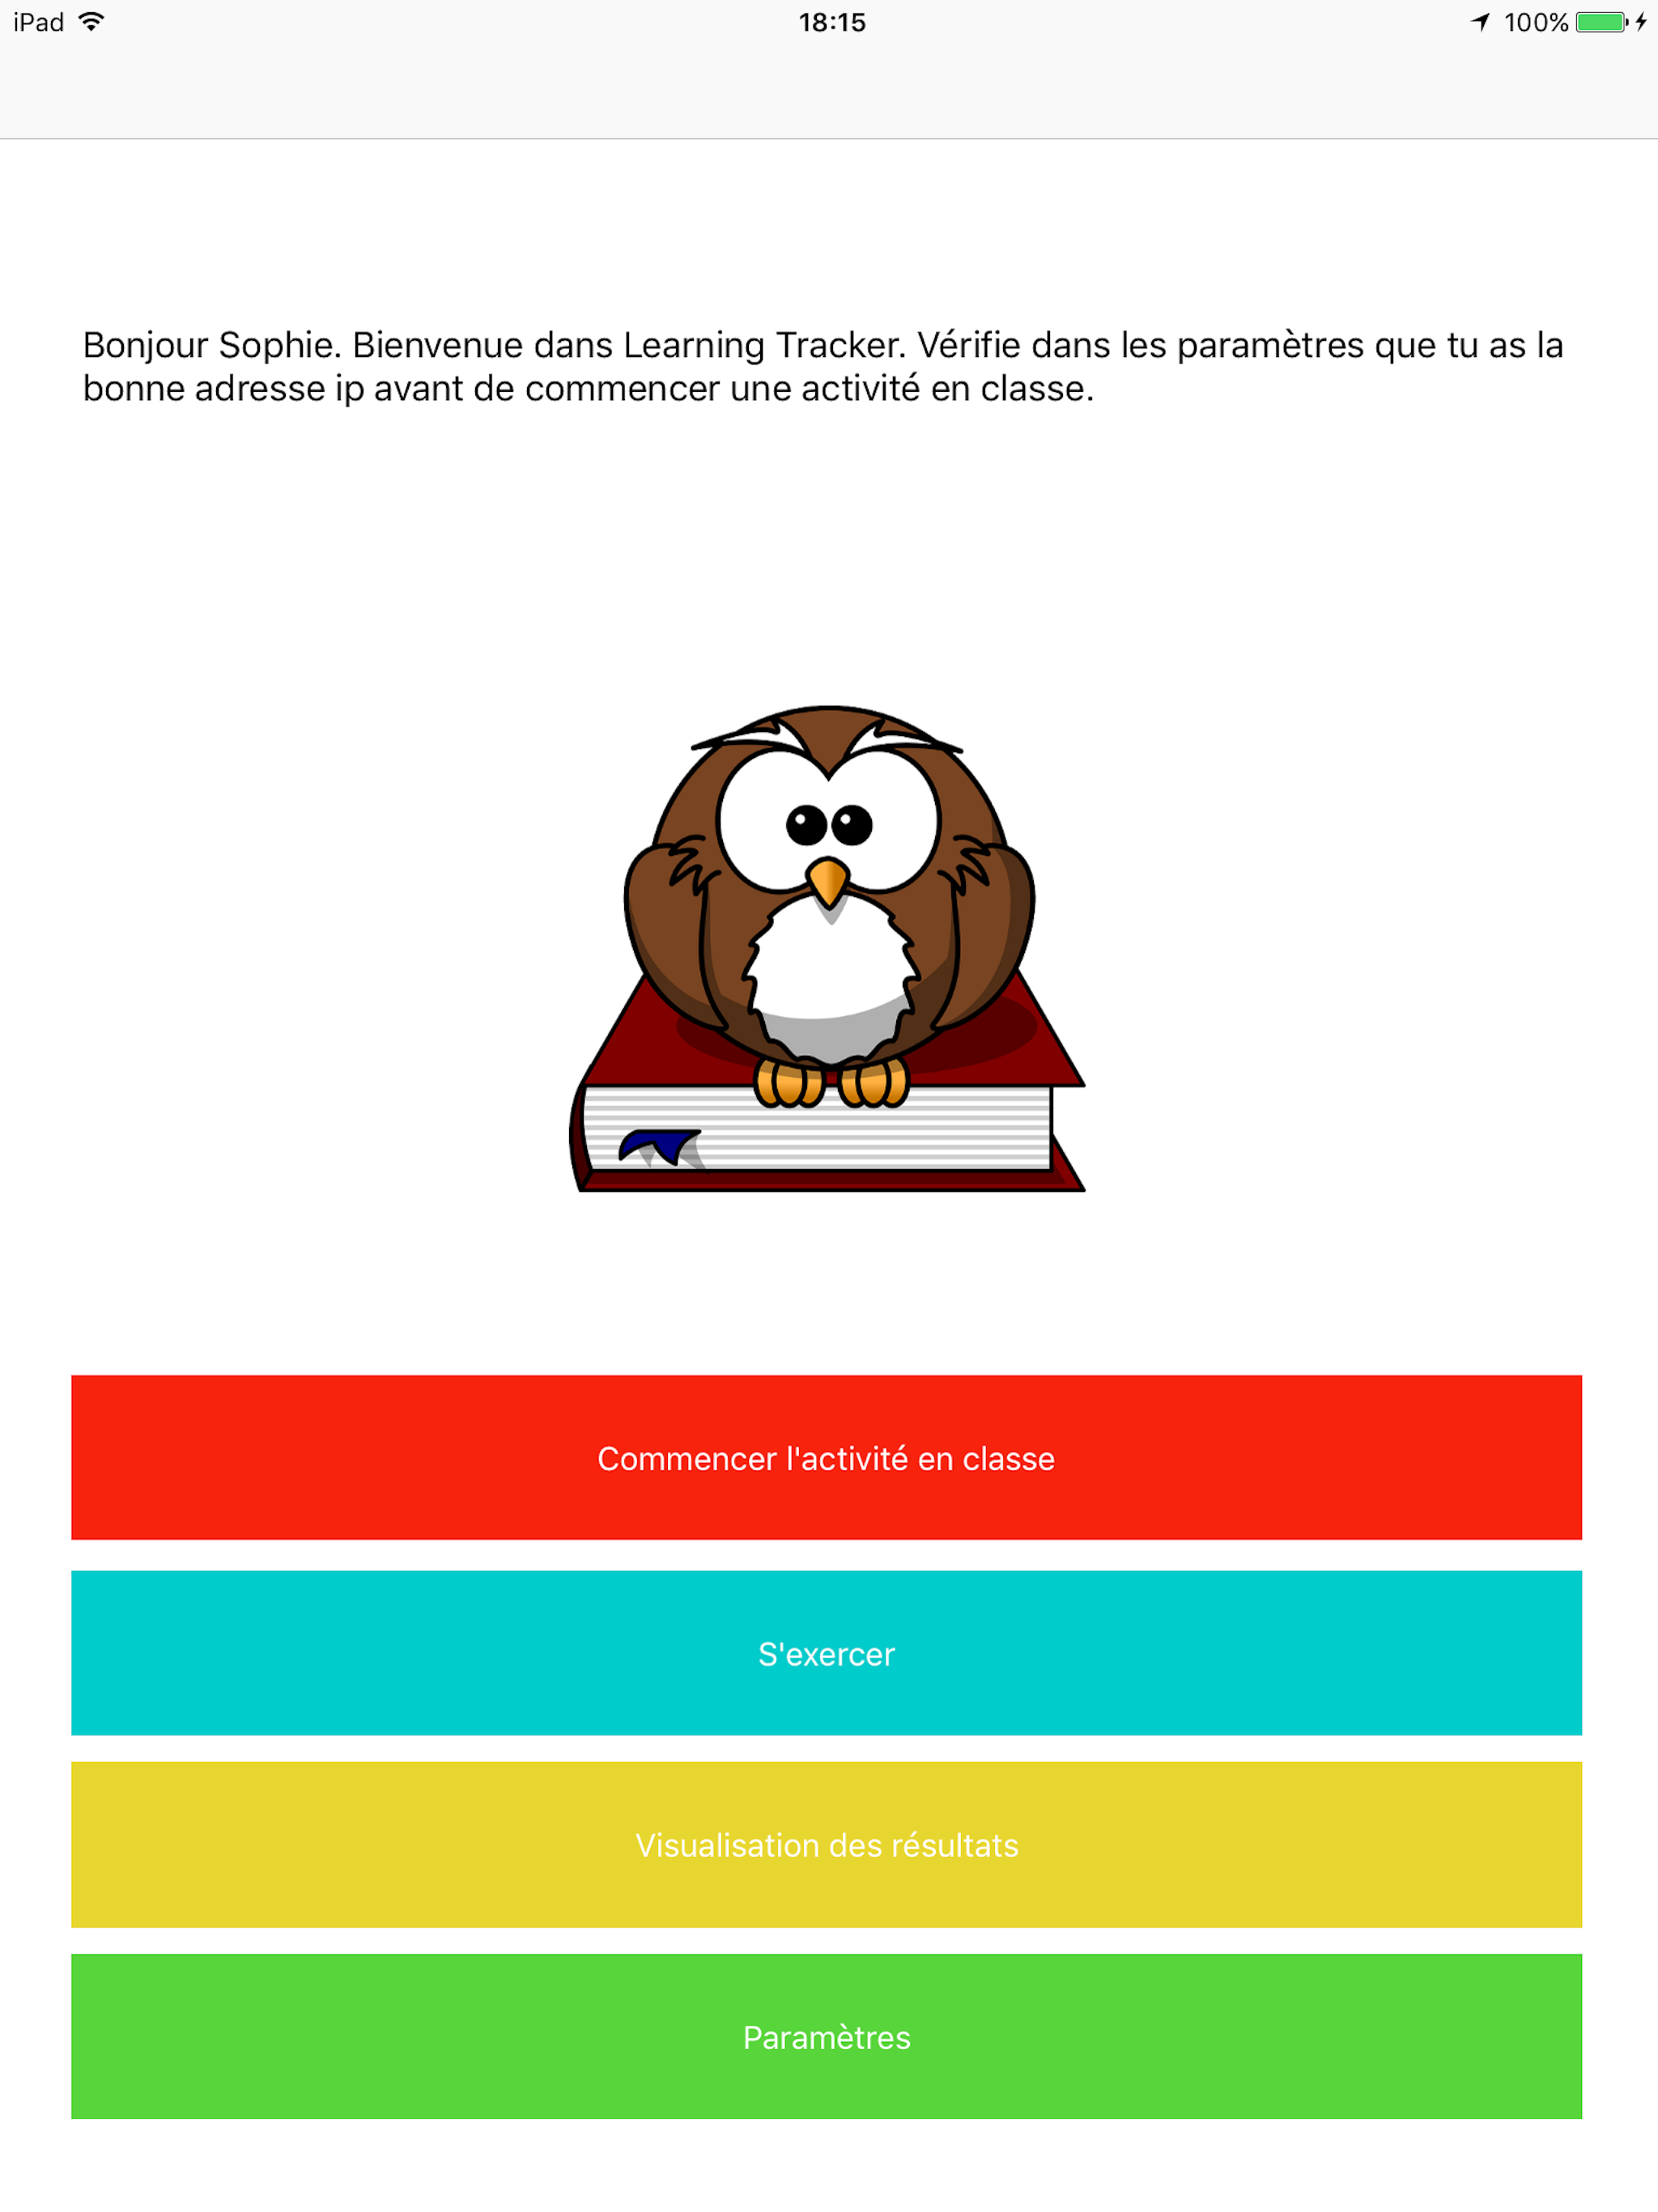 iPad 18:15 100%
Bonjour Sophie. Bienvenue dans Learning Tracker. Vérifie dans les paramètres que tu as la
bonne adresse ip avant de commencer une activité en classe.
Commencer l'activité en classe
S'exercer
Visualisation des résultats
Paramètres